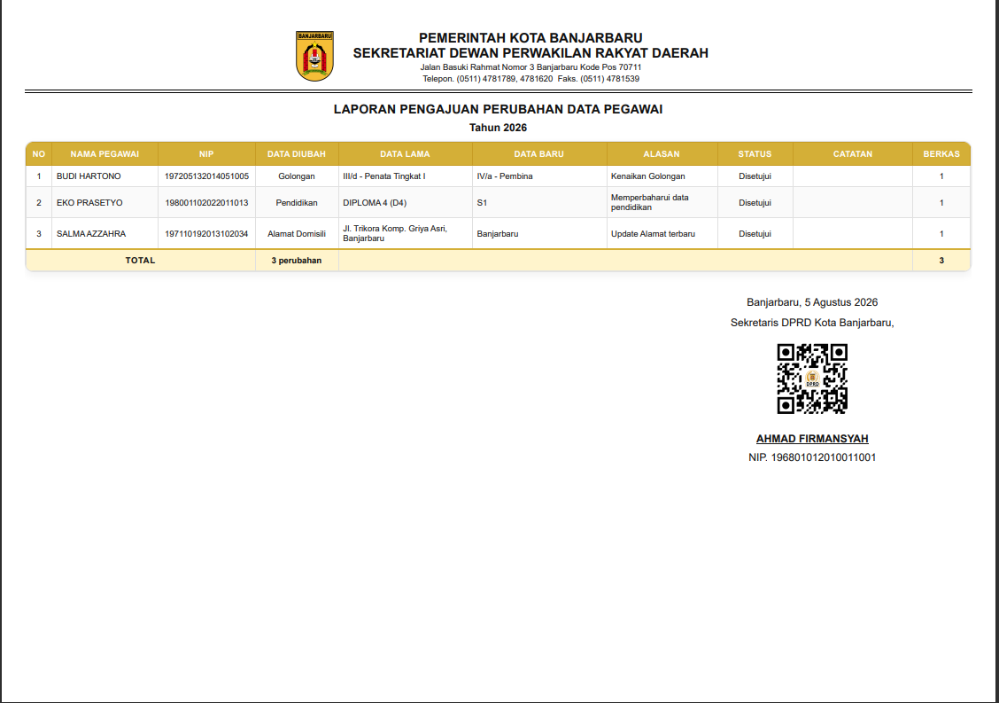 BANJARBARU
PEMERINTAH KOTA BANJARBARU
SEKRETARIAT DEWAN PERWAKILAN RAKYAT DAERAH
Jalan Basuki Rahmat Nomor 3 Banjarbaru Kode Pos 70711
Telepon. (0511) 4781789, 4781620 Faks. (0511) 4781539
LAPORAN PENGAJUAN PERUBAHAN DATA PEGAWAI
Tahun 2026
NO NAMA PEGAWAI NIP DATA DIUBAH DATA LAMA DATA BARU ALASAN STATUS CATATAN BERKAS
1 BUDI HARTONO 197205132014051005 Golongan III/d - Penata Tingkat I IV/a - Pembina Kenaikan Golongan Disetujui 1
2 EKO PRASETYO 198001102022011013 Pendidikan DIPLOMA 4 (D4) S1 Memperbaharui data
pendidikan Disetujui 1
3 SALMA AZZAHRA 197110192013102034 Alamat Domisili Jl. Trikora Komp. Griya Asri,
Banjarbaru Banjarbaru Update Alamat terbaru Disetujui 1
TOTAL 3 perubahan 3
Banjarbaru, 5 Agustus 2026
Sekretaris DPRD Kota Banjarbaru,
DPRD
AHMAD FIRMANSYAH
NIP. 196801012010011001